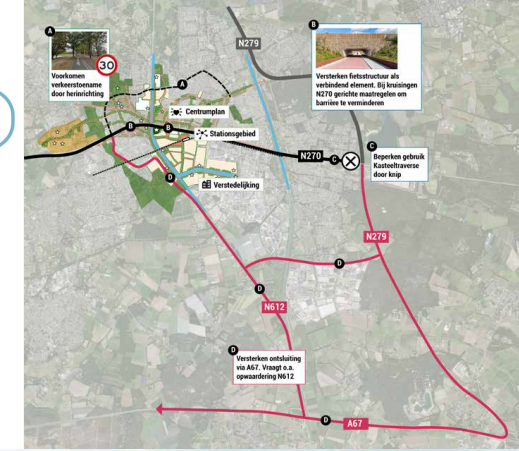 A
30
Voorkomen
verkeerstoename
door herinrichting
N279
B
Versterken fietsstructuur als
verbindend element. Bij kruisingen
N270 gerichte maatregelen om
barrière te verminderen
A
Centrumplan
B
B
Stationsgebied
N270
C
C
Beperken gebruik
Kasteeltraverse
door knip
D
Verstedelijking
N279
D
D
N612
D
Versterken ontsluiting
via A67. Vraagt o.a.
opwaardering N612
D
A67